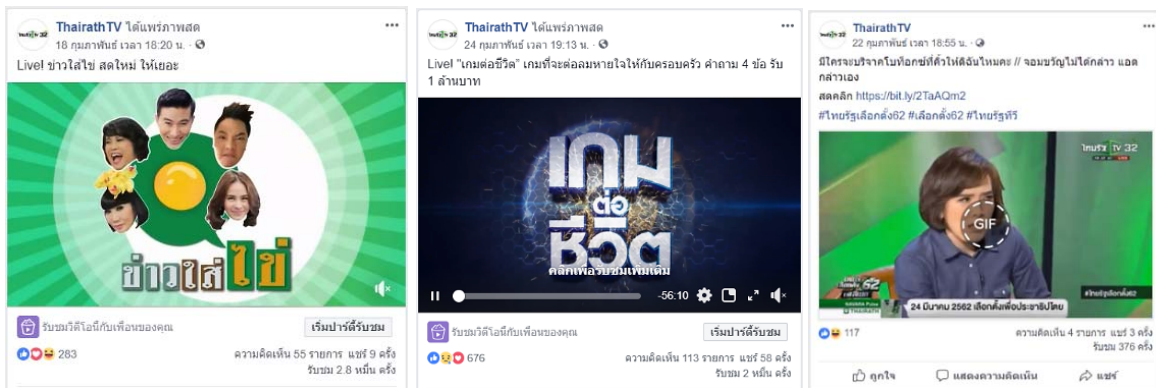 ThairathTV ได้แพร่ภาพสด
18 กุมภาพันธ์ เวลา 18:20 น. ·
Live! ข่าวใส่ไข่ สดใหม่ ให้เยอะ
ข่าวใส่ไข่
รับชมวิดีโอนี้กับเพื่อนของคุณ
เริ่มปาร์ตี้รับชม
283
ความคิดเห็น 55 รายการ แชร์ 9 ครั้ง
รับชม 2.8 หมื่น ครั้ง
ThairathTV ได้แพร่ภาพสด
24 กุมภาพันธ์ เวลา 19:13 น. ·
Live! "เกมต่อชีวิต" เกมที่จะต่อลมหายใจให้กับครอบครัว คำถาม 4 ข้อ รับ
1 ล้านบาท
เกม
ต่อ
ชีวิต
คลิกเพื่อรับชมเพิ่มเติม
-56:10
รับชมวิดีโอนี้กับเพื่อนของคุณ
เริ่มปาร์ตี้รับชม
676
ความคิดเห็น 113 รายการ แชร์ 58 ครั้ง
รับชม 2 หมื่น ครั้ง
ThairathTV
22 กุมภาพันธ์ เวลา 18:55 น. ·
มีใครจะบริจาคโบท็อกซ์ที่คิ้วให้ดิฉันไหมคะ // จอมขวัญไม่ได้กล่าว แอด
กล่าวเอง
สดคลิก https://bit.ly/2TaAQm2
#ไทยรัฐเลือกตั้ง62 #เลือกตั้ง62 #ไทยรัฐทีวี
ไทยรัฐ TV 32
GIF
62
#ไทยรัฐเลือกตั้ง62
24 มีนาคม 2562 เลือกตั้งเพื่อประชาธิปไตย
THAIRATH
117
ความคิดเห็น 4 รายการ แชร์ 3 ครั้ง
รับชม 376 ครั้ง
ถูกใจ
แสดงความคิดเห็น
แชร์